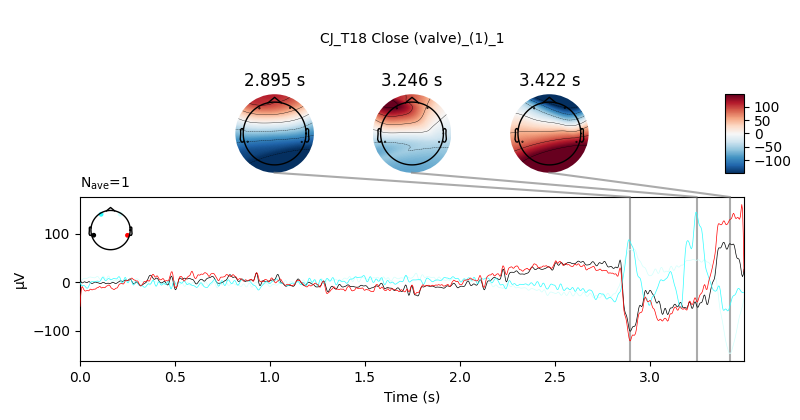 CJ_T18 Close (valve)_(1)_1
2.895 s 3.246 s 3.422 s
100
50
0
−50
−100
Nave=1
100
0
−100
µV
0.0 0.5 1.0 1.5 2.0 2.5 3.0
Time (s)